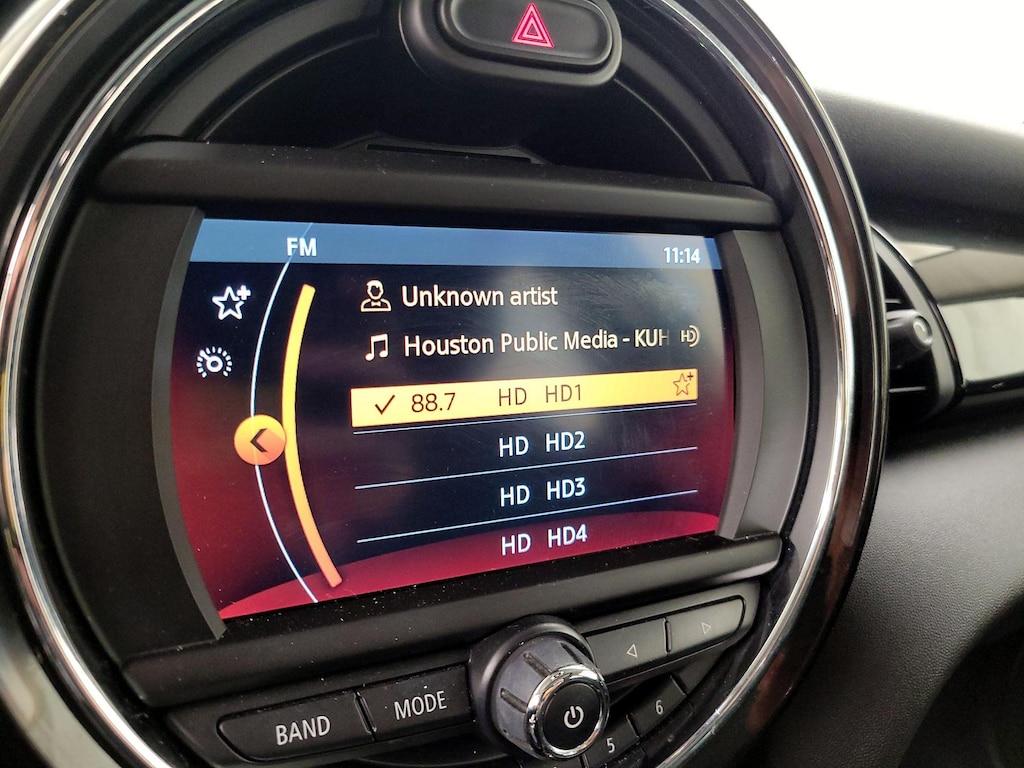 FM 11:14
Unknown artist
Houston Public Media - KUH HD
88.7 HD HD1
HD HD2
HD HD3
HD HD4
BAND MODE
5 6